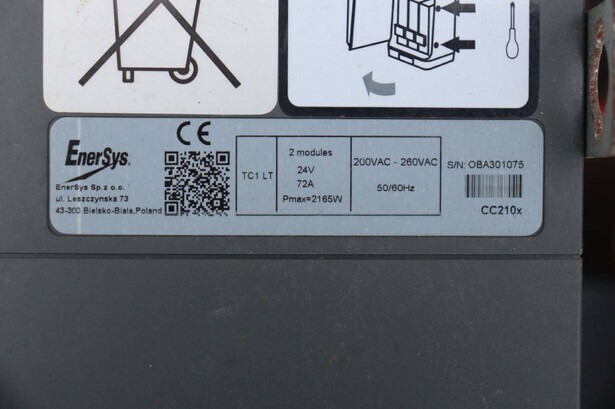 CE
EnerSys.
EnerSys Sp.z o.o.
ul. Leszczynska 73
43-300 Bielsko-Biala,Poland
TC1 LT
2 modules
24V
72A
Pmax=2165W
200VAC - 260VAC
50/60Hz
S/N: OBA301075
CC210x